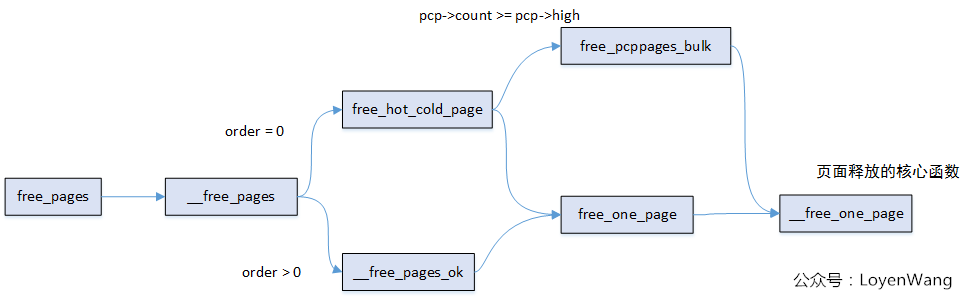 pcp->count >= pcp->high
free_pcppages_bulk
free_hot_cold_page
order = 0
页面释放的核心函数
free_pages
__free_pages
free_one_page
__free_one_page
order > 0
__free_pages_ok
公众号：LoyenWang